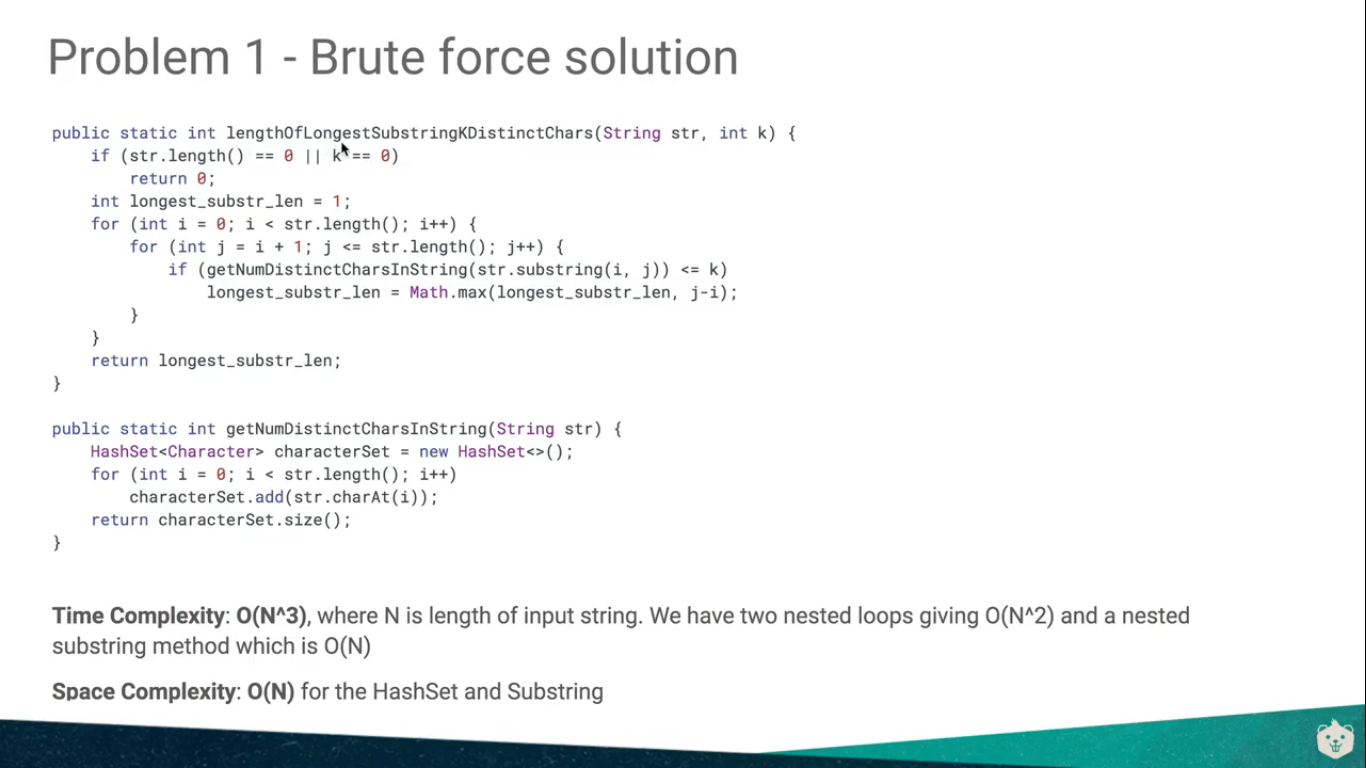 Problem 1 - Brute force solution
public static int lengthOfLongestSubstringKDistinctChars(String str, int k) {
    if (str.length() == 0 || k == 0)
        return 0;
    int longest_substr_len = 1;
    for (int i = 0; i < str.length(); i++) {
        for (int j = i + 1; j <= str.length(); j++) {
            if (getNumDistinctCharsInString(str.substring(i, j)) <= k)
                longest_substr_len = Math.max(longest_substr_len, j-i);
        }
    }
    return longest_substr_len;
}
public static int getNumDistinctCharsInString(String str) {
    HashSet<Character> characterSet = new HashSet<>();
    for (int i = 0; i < str.length(); i++)
        characterSet.add(str.charAt(i));
    return characterSet.size();
}
Time Complexity: O(N^3), where N is length of input string. We have two nested loops giving O(N^2) and a nested
substring method which is O(N)
Space Complexity: O(N) for the HashSet and Substring